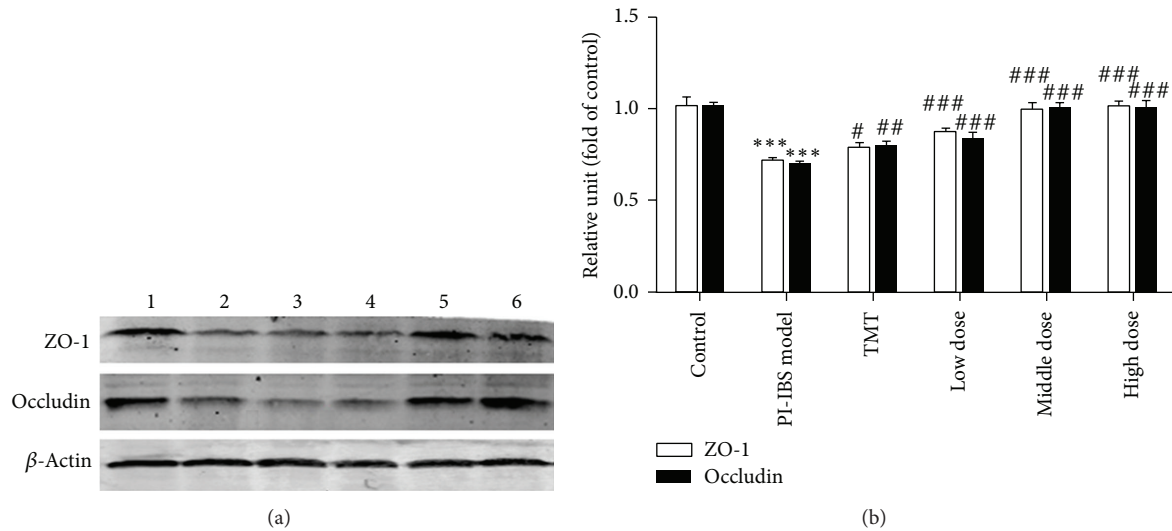 1 2 3 4 5 6
ZO-1
Occludin
β-Actin
(a)
Relative unit (fold of control)
1.5
1.0
0.5
0.0
*** ***
# ##
### ###
### ###
### ###
Control
PI-IBS model
TMT
Low dose
Middle dose
High dose
ZO-1
Occludin
(b)